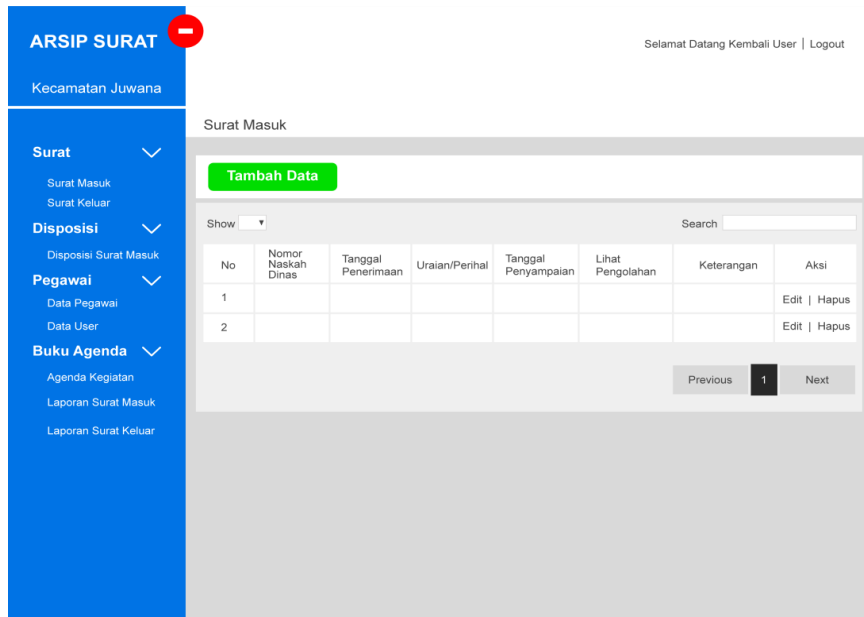 ARSIP SURAT
Kecamatan Juwana
Selamat Datang Kembali User | Logout
Surat Masuk
Surat
Surat Masuk
Surat Keluar
Disposisi
Disposisi Surat Masuk
Pegawai
Data Pegawai
Data User
Buku Agenda
Agenda Kegiatan
Laporan Surat Masuk
Laporan Surat Keluar
Tambah Data
Show
Search
No
Nomor
Naskah
Dinas
Tanggal
Penerimaan
Uraian/Perihal
Tanggal
Penyampaian
Lihat
Pengolahan
Keterangan
Aksi
1
Edit | Hapus
2
Edit | Hapus
Previous 1 Next